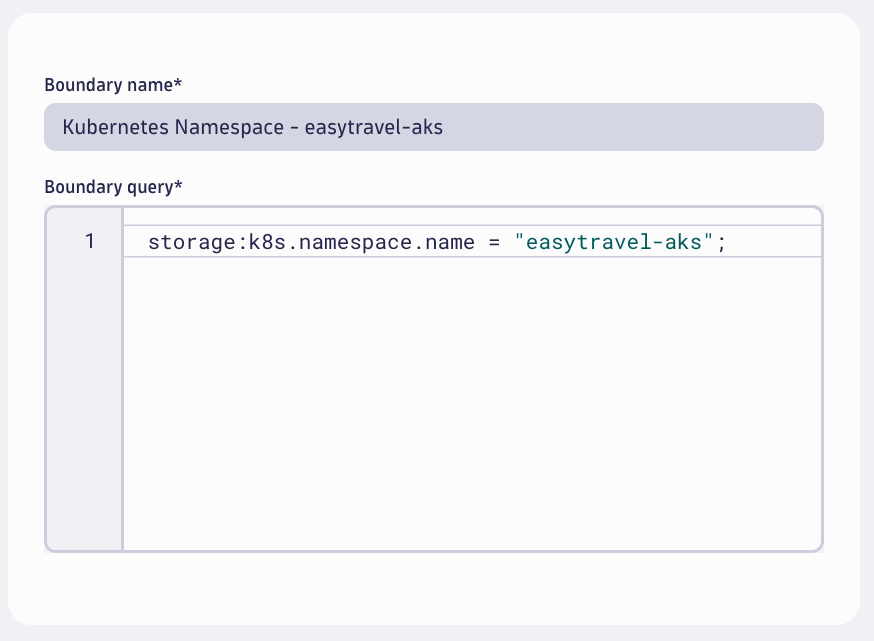 Boundary name*
Kubernetes Namespace - easytravel-aks
Boundary query*
1 storage:k8s.namespace.name = "easytravel-aks";